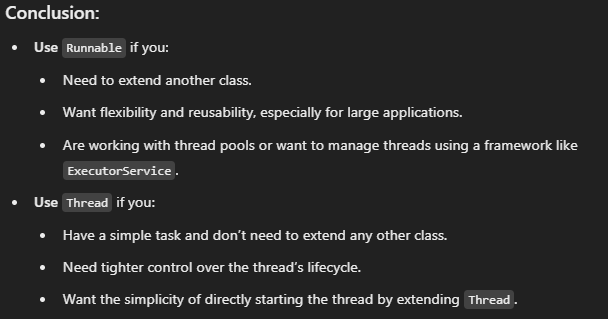 Conclusion:
• Use Runnable if you:
• Need to extend another class.
• Want flexibility and reusability, especially for large applications.
• Are working with thread pools or want to manage threads using a framework like
ExecutorService.
• Use Thread if you:
• Have a simple task and don’t need to extend any other class.
• Need tighter control over the thread’s lifecycle.
• Want the simplicity of directly starting the thread by extending Thread.